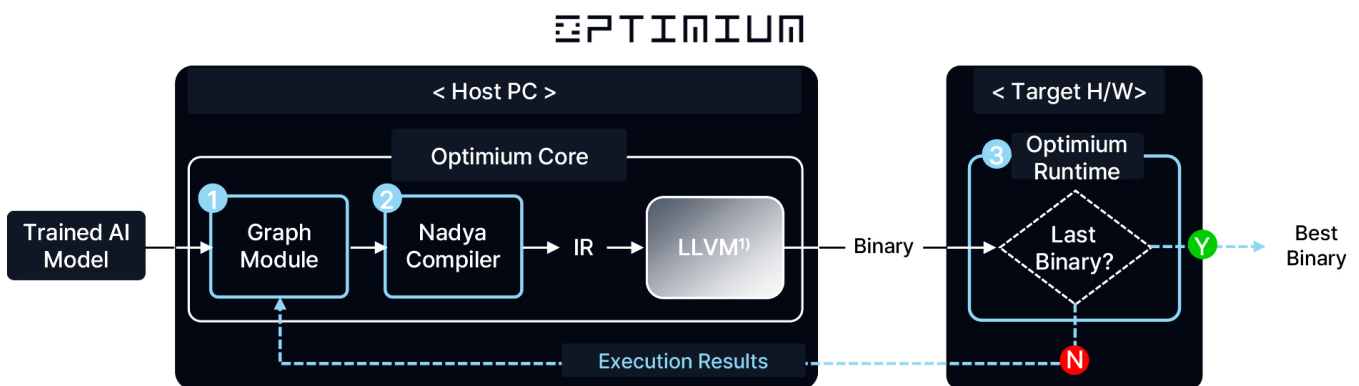 OPTIMIUM
< Host PC >
< Target H/W>
Optimium Core
3
Optimium
Runtime
1
2
Trained AI
Model
Graph
Module
Nadya
Compiler
IR
LLVM¹⁾
Binary
Last
Binary?
Y
Best
Binary
Execution Results
N